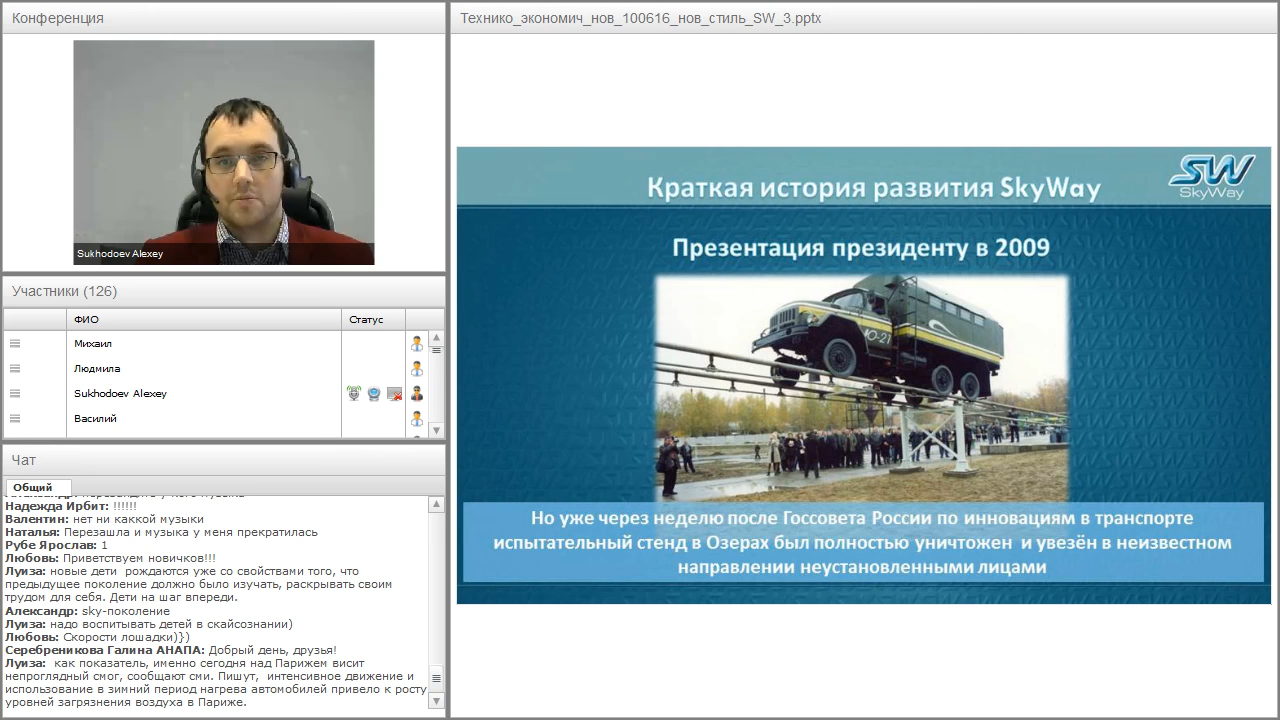 Конференция
Sukhodoev Alexey
Участники (126)
ФИО
Статус
Михаил
Людмила
Sukhodoev Alexey
Василий
Чат
Общий
Надежда Ирбит: !!!!!!
Валентин: нет ни каккой музыки
Наталья: Перезашла и музыка у меня прекратилась
Рубе Ярослав: 1
Любовь: Приветствуем новичков!!!
Луиза: новые дети  рождаются уже со свойствами того, что
предыдущее поколение должно было изучать, раскрывать своим
трудом для себя. Дети на шаг впереди.
Александр: sky-поколение
Луиза: надо воспитывать детей в скайсознании)
Любовь: Скорости лошадки)})
Серебреникова Галина АНАПА: Добрый день, друзья!
Луиза:  как показатель, именно сегодня над Парижем висит
непроглядный смог, сообщают сми. Пишут,  интенсивное движение и
использование в зимний период нагрева автомобилей привело к росту
уровней загрязнения воздуха в Париже.
Технико_экономич_нов_100616_нов_стиль_SW_3.pptx
Краткая история развития SkyWay
SW
SkyWay
Презентация президенту в 2009
Ю-21
Но уже через неделю после Госсовета России по инновациям в транспорте
испытательный стенд в Озерах был полностью уничтожен  и увезён в неизвестном
направлении неустановленными лицами